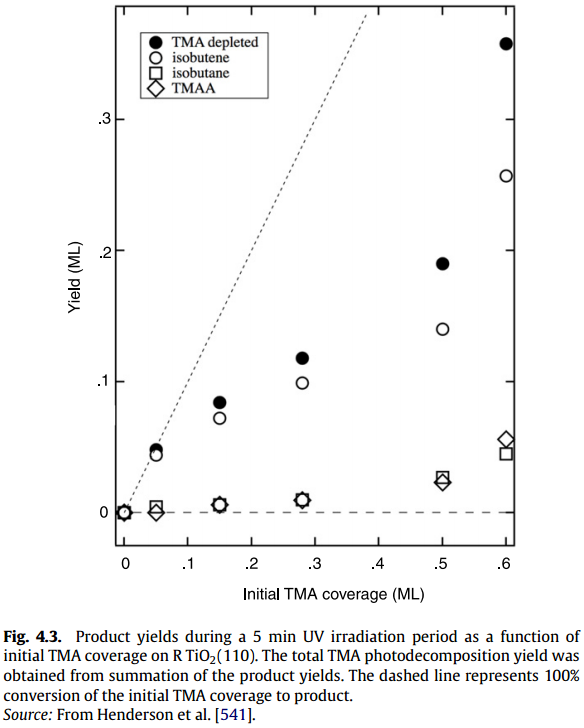 TMA depleted
isobutene
isobutane
TMAA
.3
.2
.1
0
Yield (ML)
0 .1 .2 .3 .4 .5 .6
Initial TMA coverage (ML)
Fig. 4.3. Product yields during a 5 min UV irradiation period as a function of
initial TMA coverage on R TiO₂(110). The total TMA photodecomposition yield was
obtained from summation of the product yields. The dashed line represents 100%
conversion of the initial TMA coverage to product.
Source: From Henderson et al. [541].